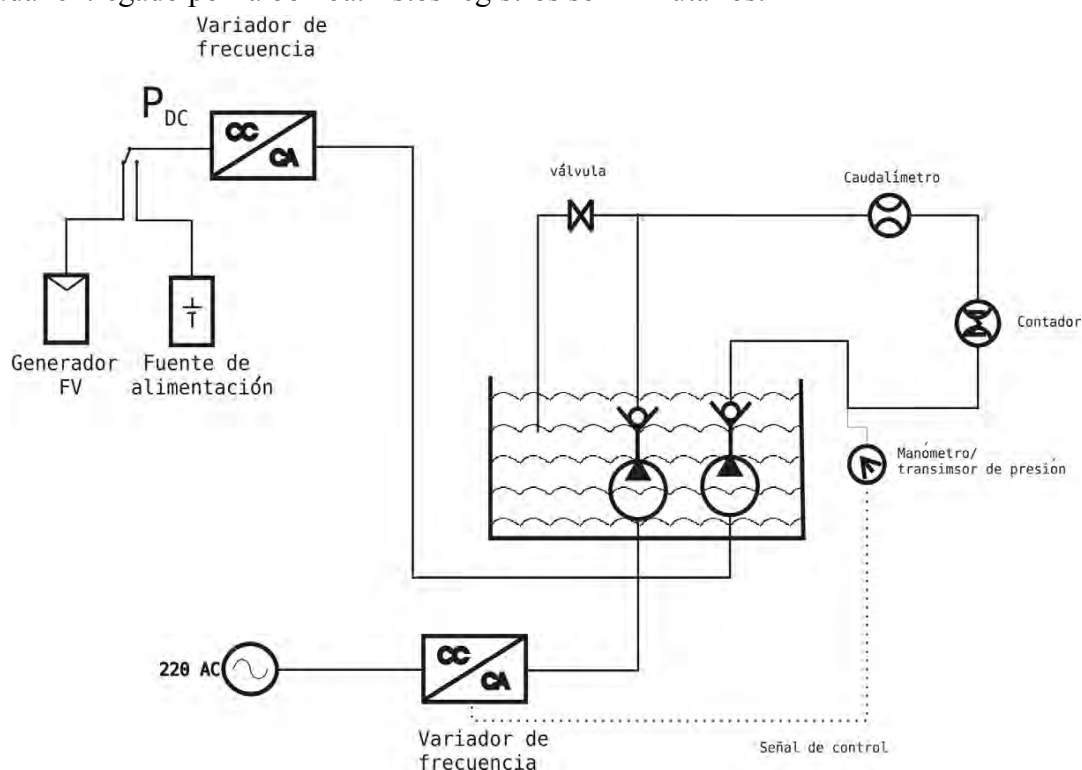 Variador de
frecuencia
P DC
CC
CA
válvula
Caudalímetro
Contador
Generador
FV
Fuente de
alimentación
Manómetro/
transimsor de presión
220 AC
CC
CA
Variador de
frecuencia
Señal de control